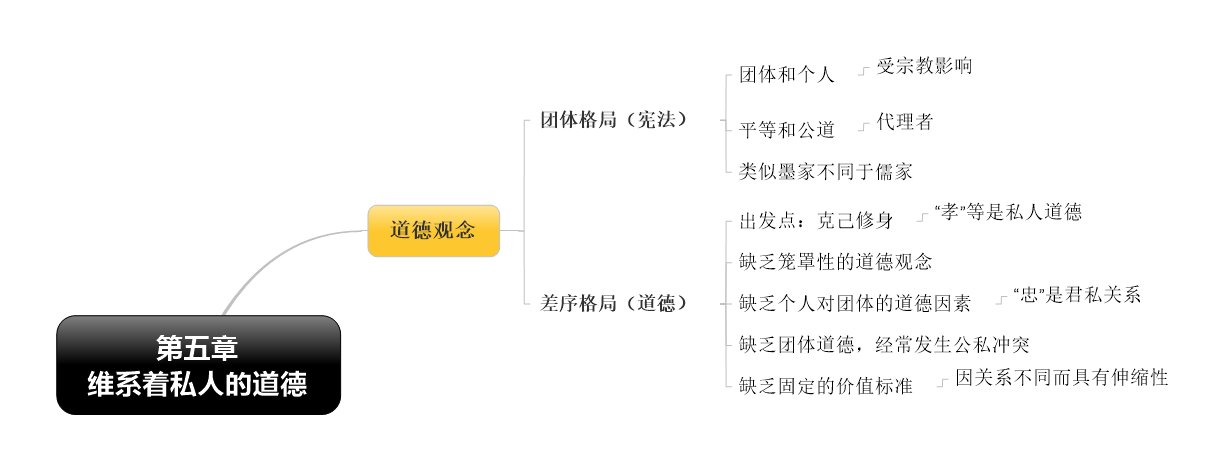 第五章
维系着私人的道德
道德观念
团体格局（宪法）
团体和个人
受宗教影响
平等和公道
代理者
类似墨家不同于儒家
差序格局（道德）
出发点：克己修身
“孝”等是私人道德
缺乏笼罩性的道德观念
缺乏个人对团体的道德因素
“忠”是君私关系
缺乏团体道德，经常发生公私冲突
缺乏固定的价值标准
因关系不同而具有伸缩性